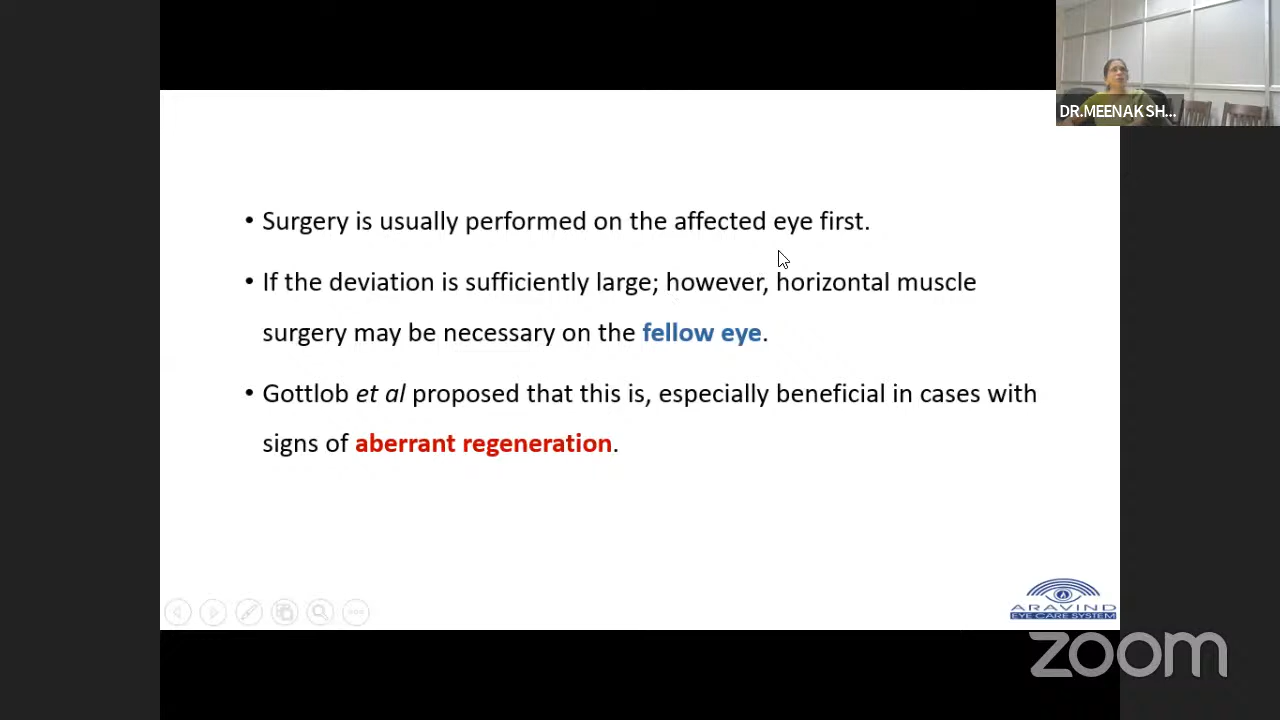 DR.MEENAKSH...
• Surgery is usually performed on the affected eye first.
• If the deviation is sufficiently large; however, horizontal muscle
surgery may be necessary on the fellow eye.
• Gottlob et al proposed that this is, especially beneficial in cases with
signs of aberrant regeneration.
ARAVIND
EYE CARE SYSTEM
zoom